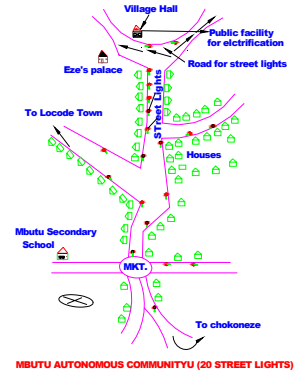 Village Hall
Public facility
for elctrification
Road for street lights
Eze's palace
STreet Lights
To Locode Town
Houses
Mbutu Secondary
School
MKT.
To chokoneze
MBUTU AUTONOMOUS COMMUNITYU (20 STREET LIGHTS)